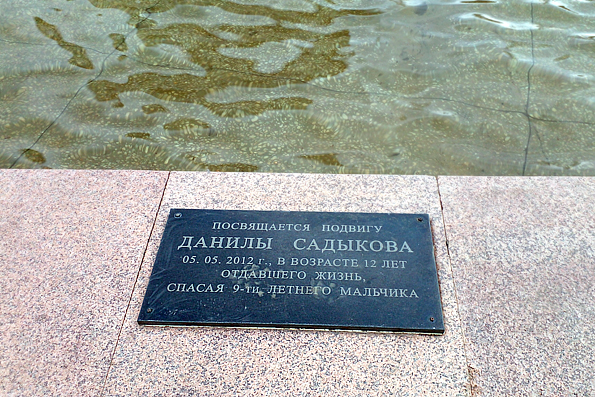 ПОСВЯЩАЕТСЯ ПОДВИГУ
ДАНИЛЫ САДЫКОВА
05. 05. 2012 г., В ВОЗРАСТЕ 12 ЛЕТ
ОТДАВШЕГО ЖИЗНЬ,
СПАСАЯ 9-ти ЛЕТНЕГО МАЛЬЧИКА